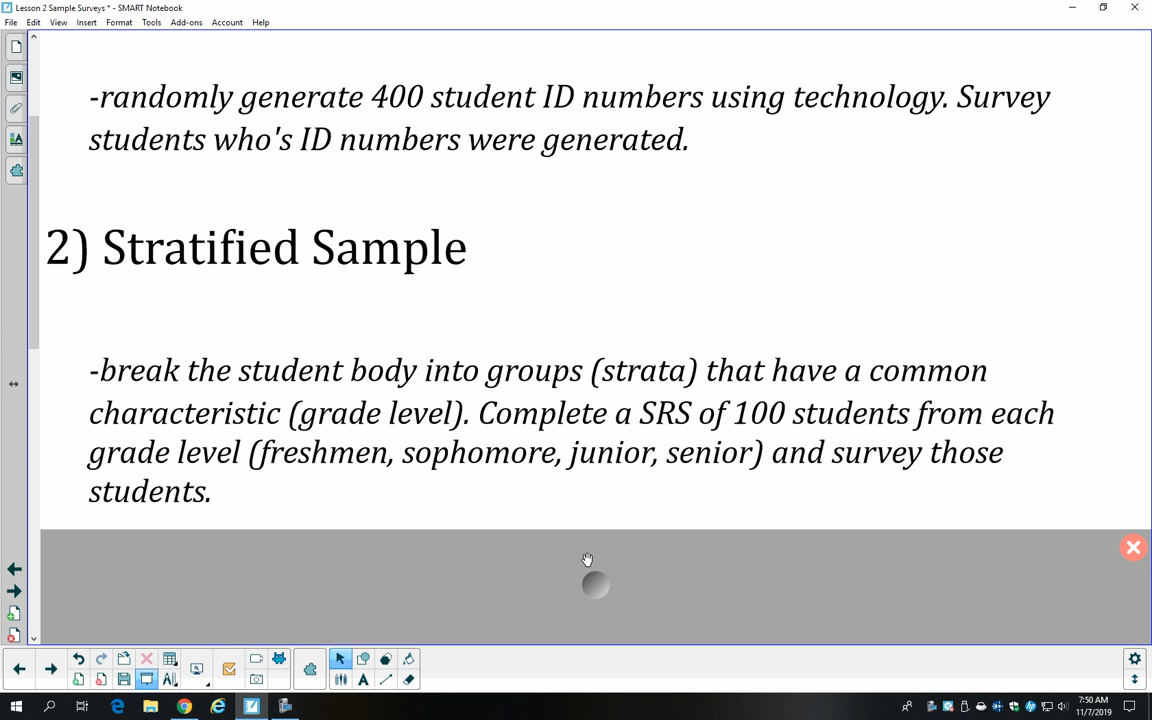 Lesson 2 Sample Surveys * - SMART Notebook
File Edit View Insert Format Tools Add-ons Account Help
-randomly generate 400 student ID numbers using technology. Survey
students who's ID numbers were generated.
2) Stratified Sample
-break the student body into groups (strata) that have a common
characteristic (grade level). Complete a SRS of 100 students from each
grade level (freshmen, sophomore, junior, senior) and survey those
students.
7:50 AM
11/7/2019